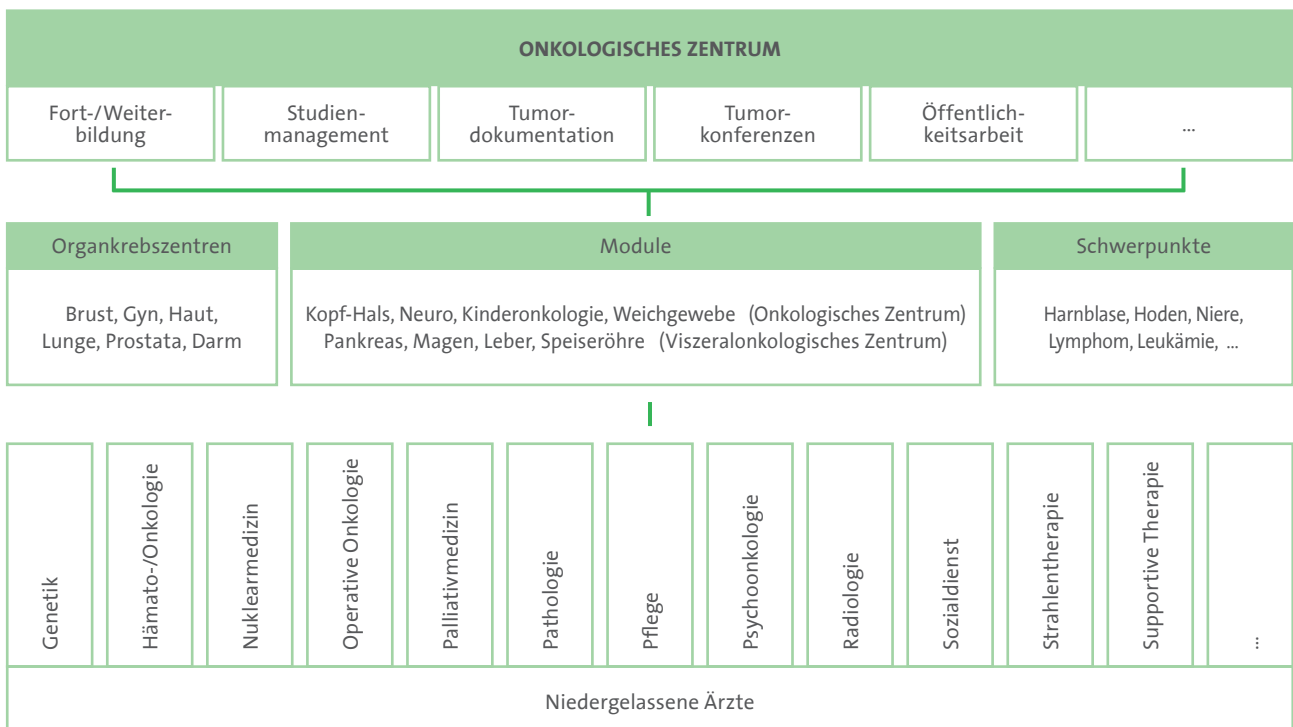 ONKOLOGISCHES ZENTRUM
Fort-/Weiter-
bildung
Studien-
management
Tumor-
dokumentation
Tumor-
konferenzen
Öffentlich-
keitsarbeit
...
Organkrebszentren
Brust, Gyn, Haut,
Lunge, Prostata, Darm
Module
Kopf-Hals, Neuro, Kinderonkologie, Weichgewebe (Onkologisches Zentrum)
Pankreas, Magen, Leber, Speiseröhre (Viszeralonkologisches Zentrum)
Schwerpunkte
Harnblase, Hoden, Niere,
Lymphom, Leukämie, ...
Genetik
Hämato-/Onkologie
Nuklearmedizin
Operative Onkologie
Palliativmedizin
Pathologie
Pflege
Psychoonkologie
Radiologie
Sozialdienst
Strahlentherapie
Supportive Therapie
...
Niedergelassene Ärzte